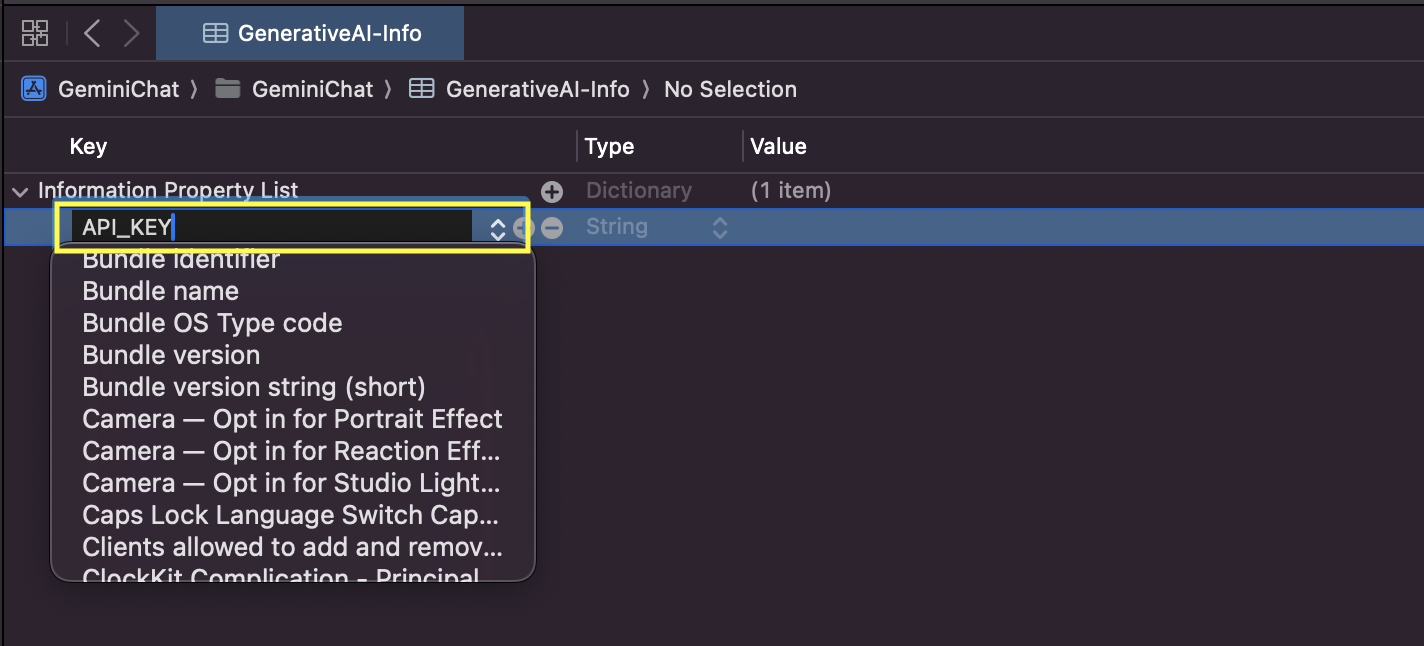 GenerativeAI-Info
GeminiChat ⟩ GeminiChat ⟩ GenerativeAI-Info ⟩ No Selection
Key Type Value
Information Property List Dictionary (1 item)
API_KEY String
Bundle identifier
Bundle name
Bundle OS Type code
Bundle version
Bundle version string (short)
Camera — Opt in for Portrait Effect
Camera — Opt in for Reaction Eff...
Camera — Opt in for Studio Light...
Caps Lock Language Switch Cap...
Clients allowed to add and remov...
ClockKit Complication - Principal